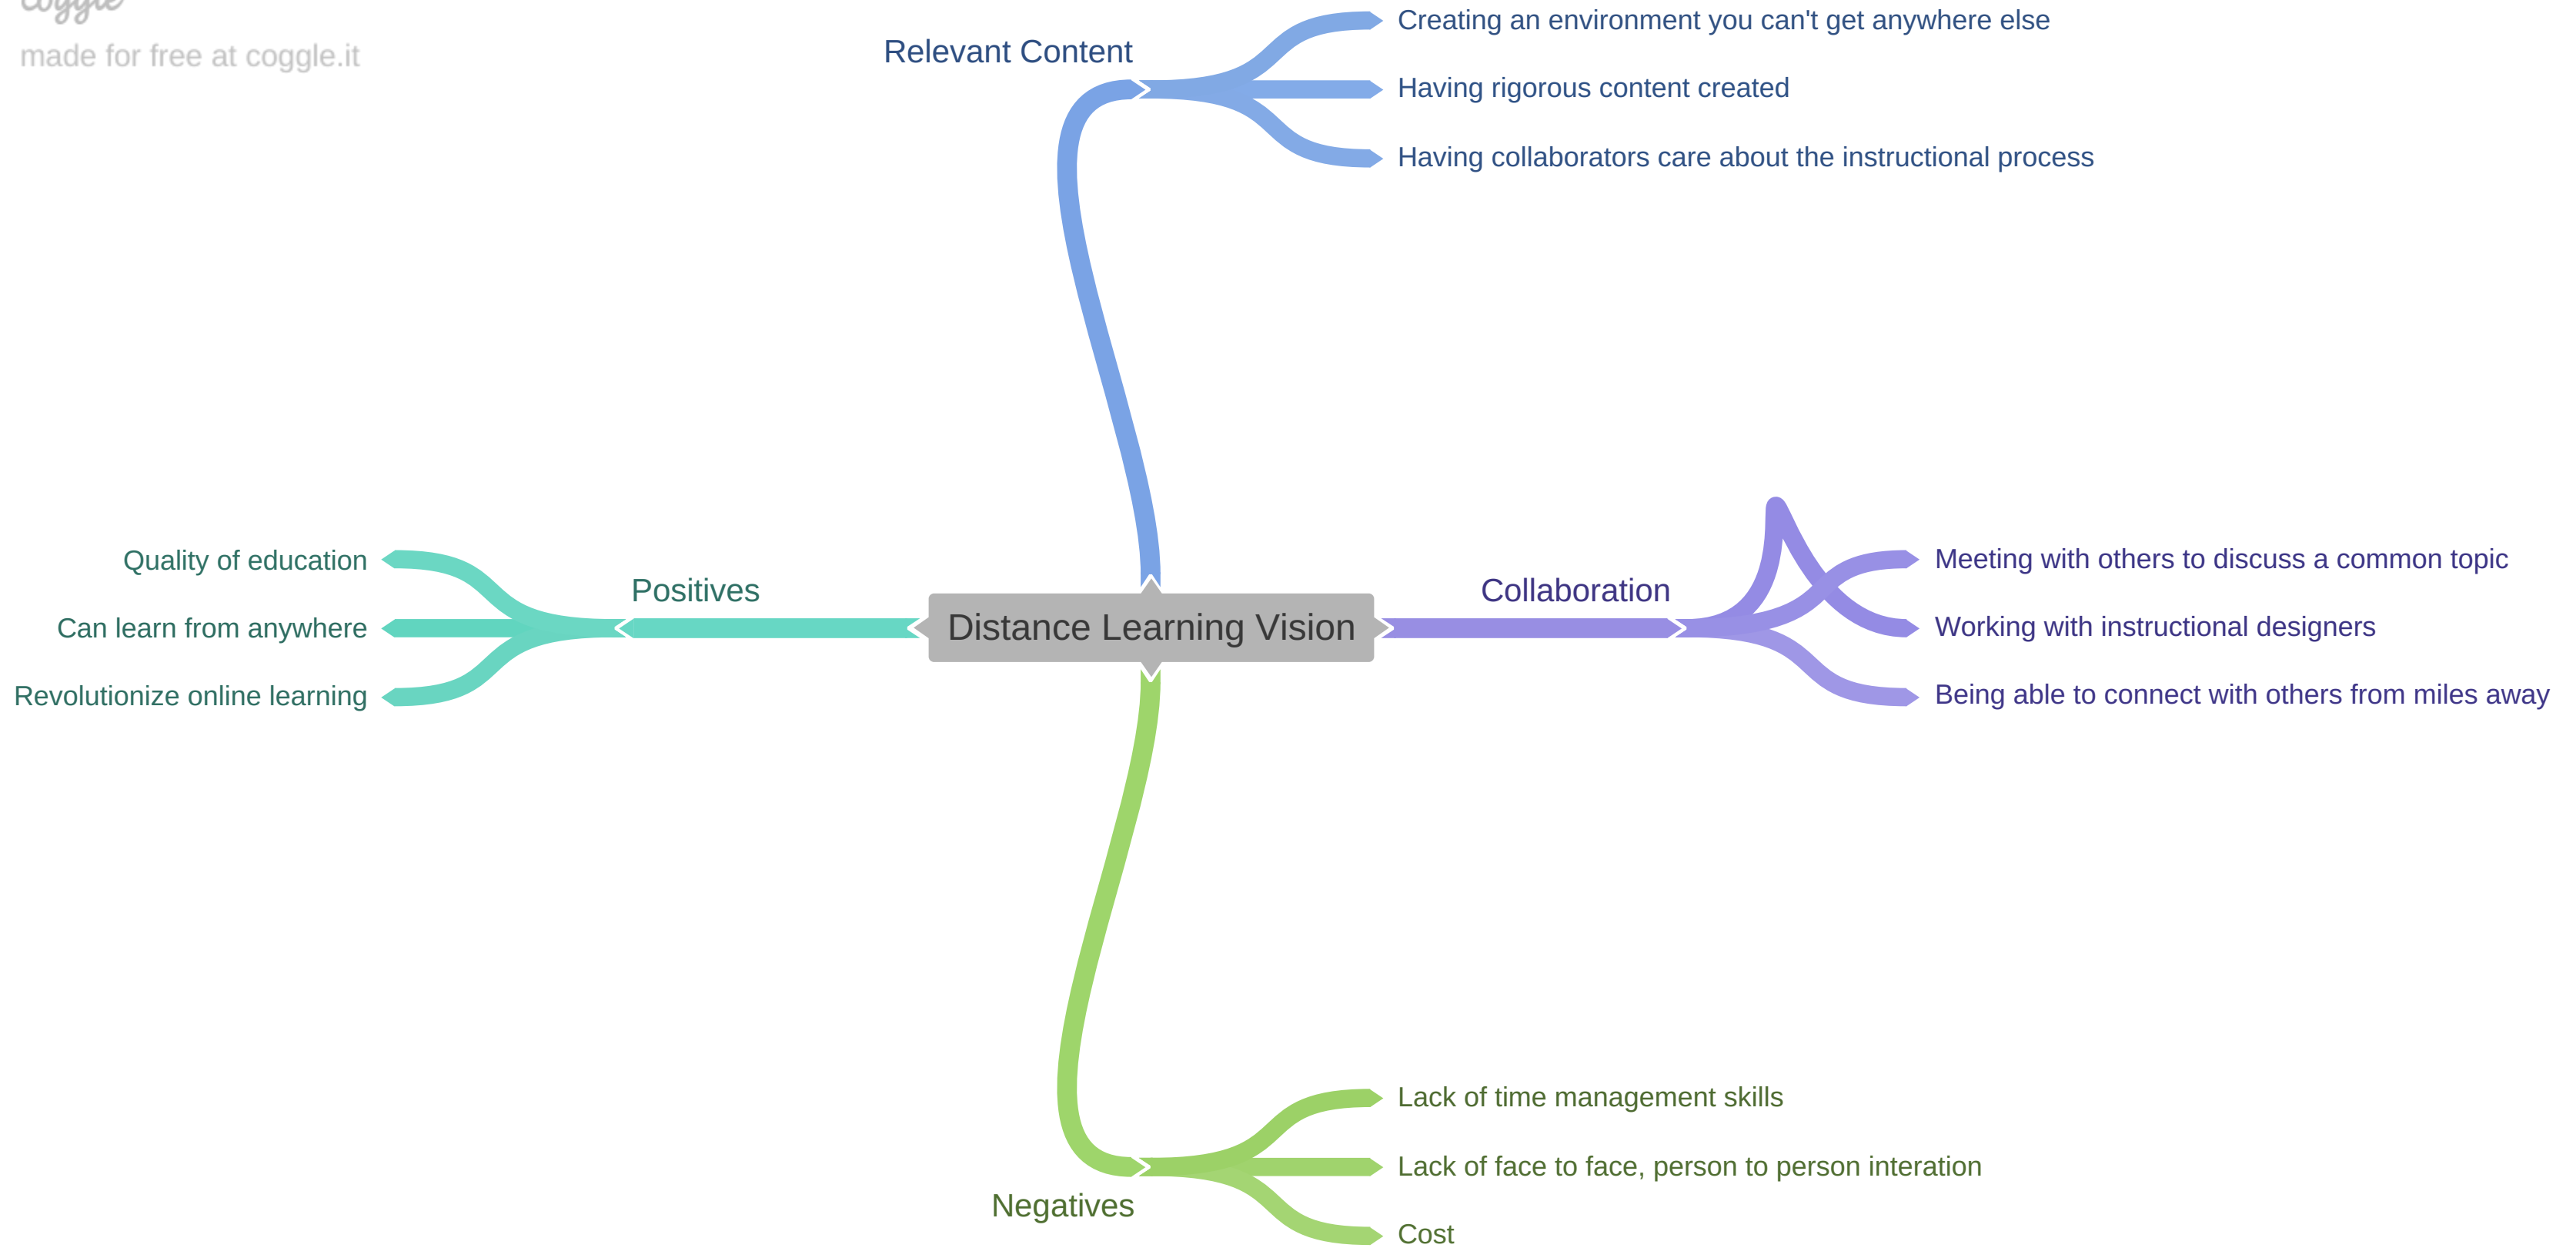 coggle
made for free at coggle.it
Relevant Content
Creating an environment you can't get anywhere else
Having rigorous content created
Having collaborators care about the instructional process
Quality of education
Can learn from anywhere
Revolutionize online learning
Positives
Distance Learning Vision
Collaboration
Meeting with others to discuss a common topic
Working with instructional designers
Being able to connect with others from miles away
Negatives
Lack of time management skills
Lack of face to face, person to person interation
Cost